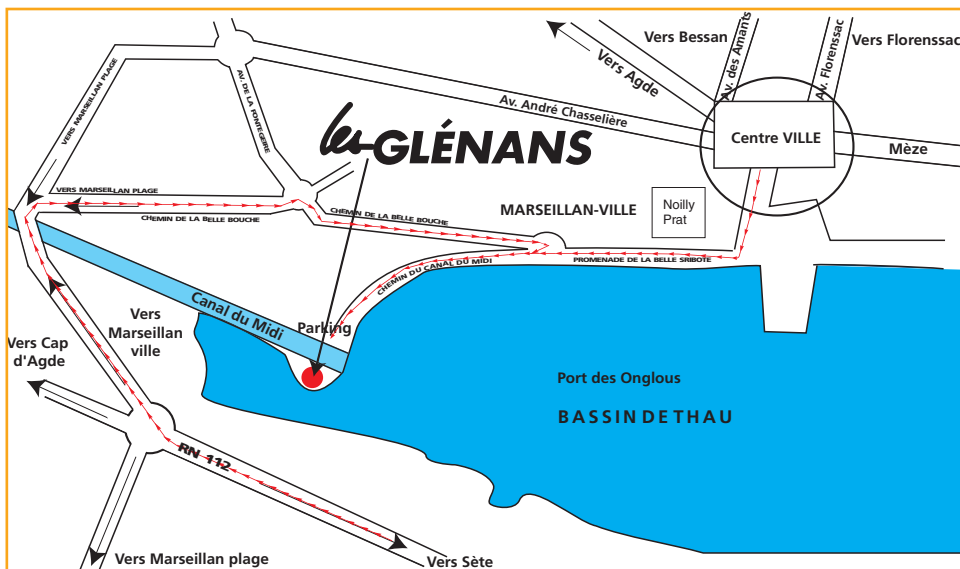 Vers Bessan
Av. des Amants
Av. Florenssac
Vers Florenssac
Vers Agde
VERS MARSEILLAN PLAGE
AV. DE LA FONTEGEIRE
Av. André Chasselière
Centre VILLE
Mèze
les GLÉNANS
VERS MARSEILLAN PLAGE
CHEMIN DE LA BELLE BOUCHE
CHEMIN DE LA BELLE BOUCHE
MARSEILLAN-VILLE
Noilly
Prat
CHEMIN DU CANAL DU MIDI
PROMENADE DE LA BELLE SRIBOTE
Canal du Midi
Parking
Vers
Marseillan
ville
Vers Cap
d'Agde
Port des Onglous
BASSIN DE THAU
RN 112
Vers Marseillan plage
Vers Sète